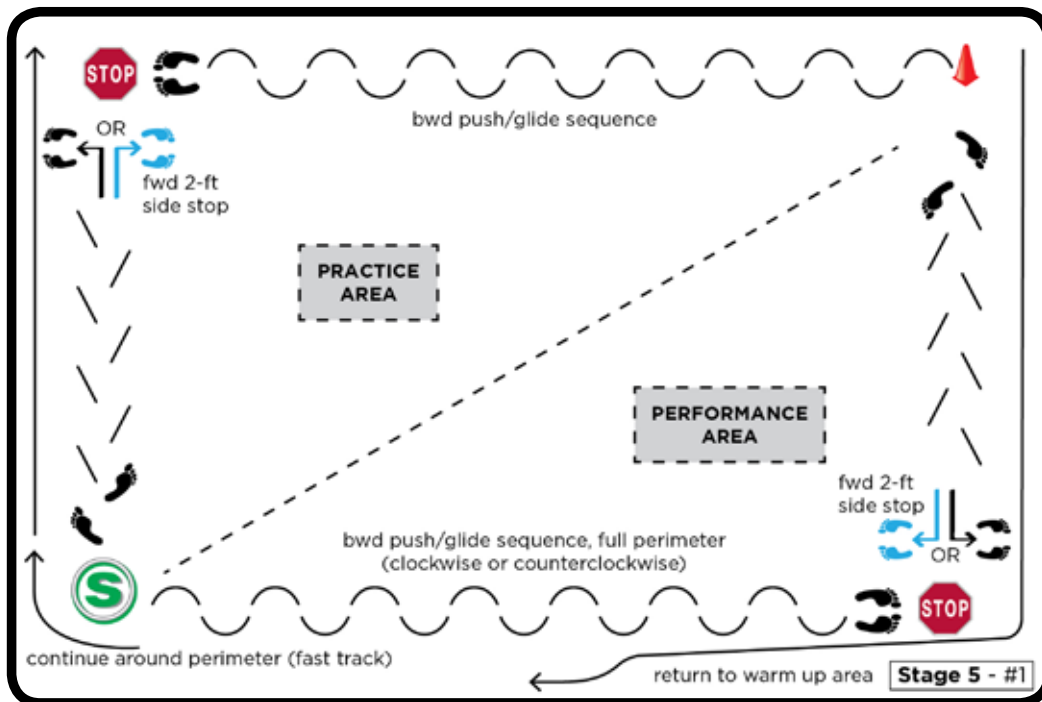 STOP
bwd push/glide sequence
OR
fwd 2-ft
side stop
PRACTICE
AREA
PERFORMANCE
AREA
fwd 2-ft
side stop
OR
bwd push/glide sequence, full perimeter
(clockwise or counterclockwise)
S
STOP
continue around perimeter (fast track)
return to warm up area
Stage 5 - #1